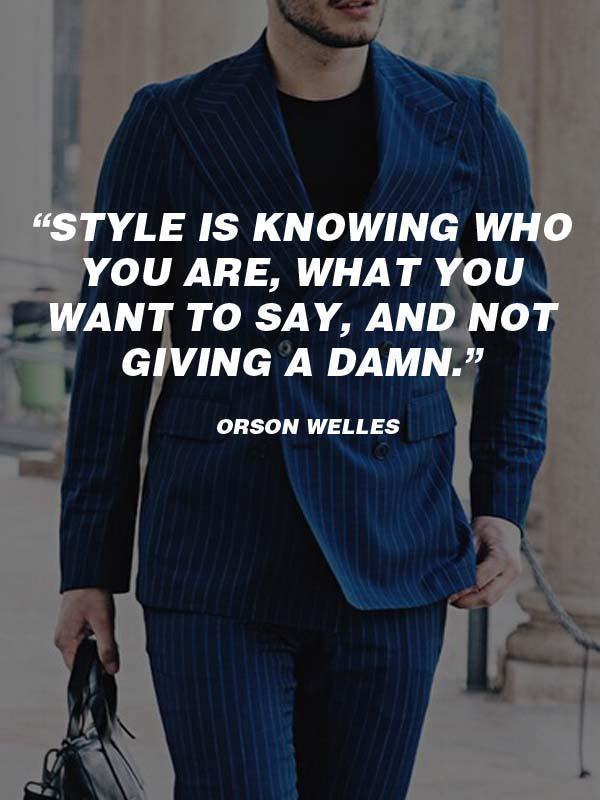 “STYLE IS KNOWING WHO
YOU ARE, WHAT YOU
WANT TO SAY, AND NOT
GIVING A DAMN.”
ORSON WELLES